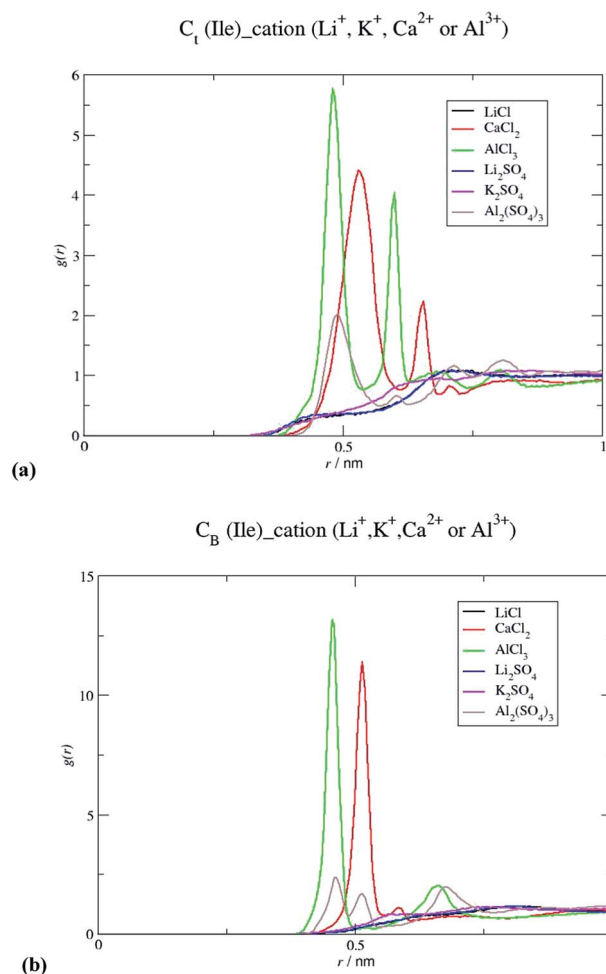 C_t (Ile)_cation (Li⁺, K⁺, Ca²⁺ or Al³⁺)
6
5
4
3
2
1
0
g(r)
LiCl
CaCl₂
AlCl₃
Li₂SO₄
K₂SO₄
Al₂(SO₄)₃
0
0.5
1
r / nm
(a)
C_B (Ile)_cation (Li⁺,K⁺,Ca²⁺ or Al³⁺)
15
10
5
0
g(r)
LiCl
CaCl₂
AlCl₃
Li₂SO₄
K₂SO₄
Al₂(SO₄)₃
0
0.5
r / nm
(b)